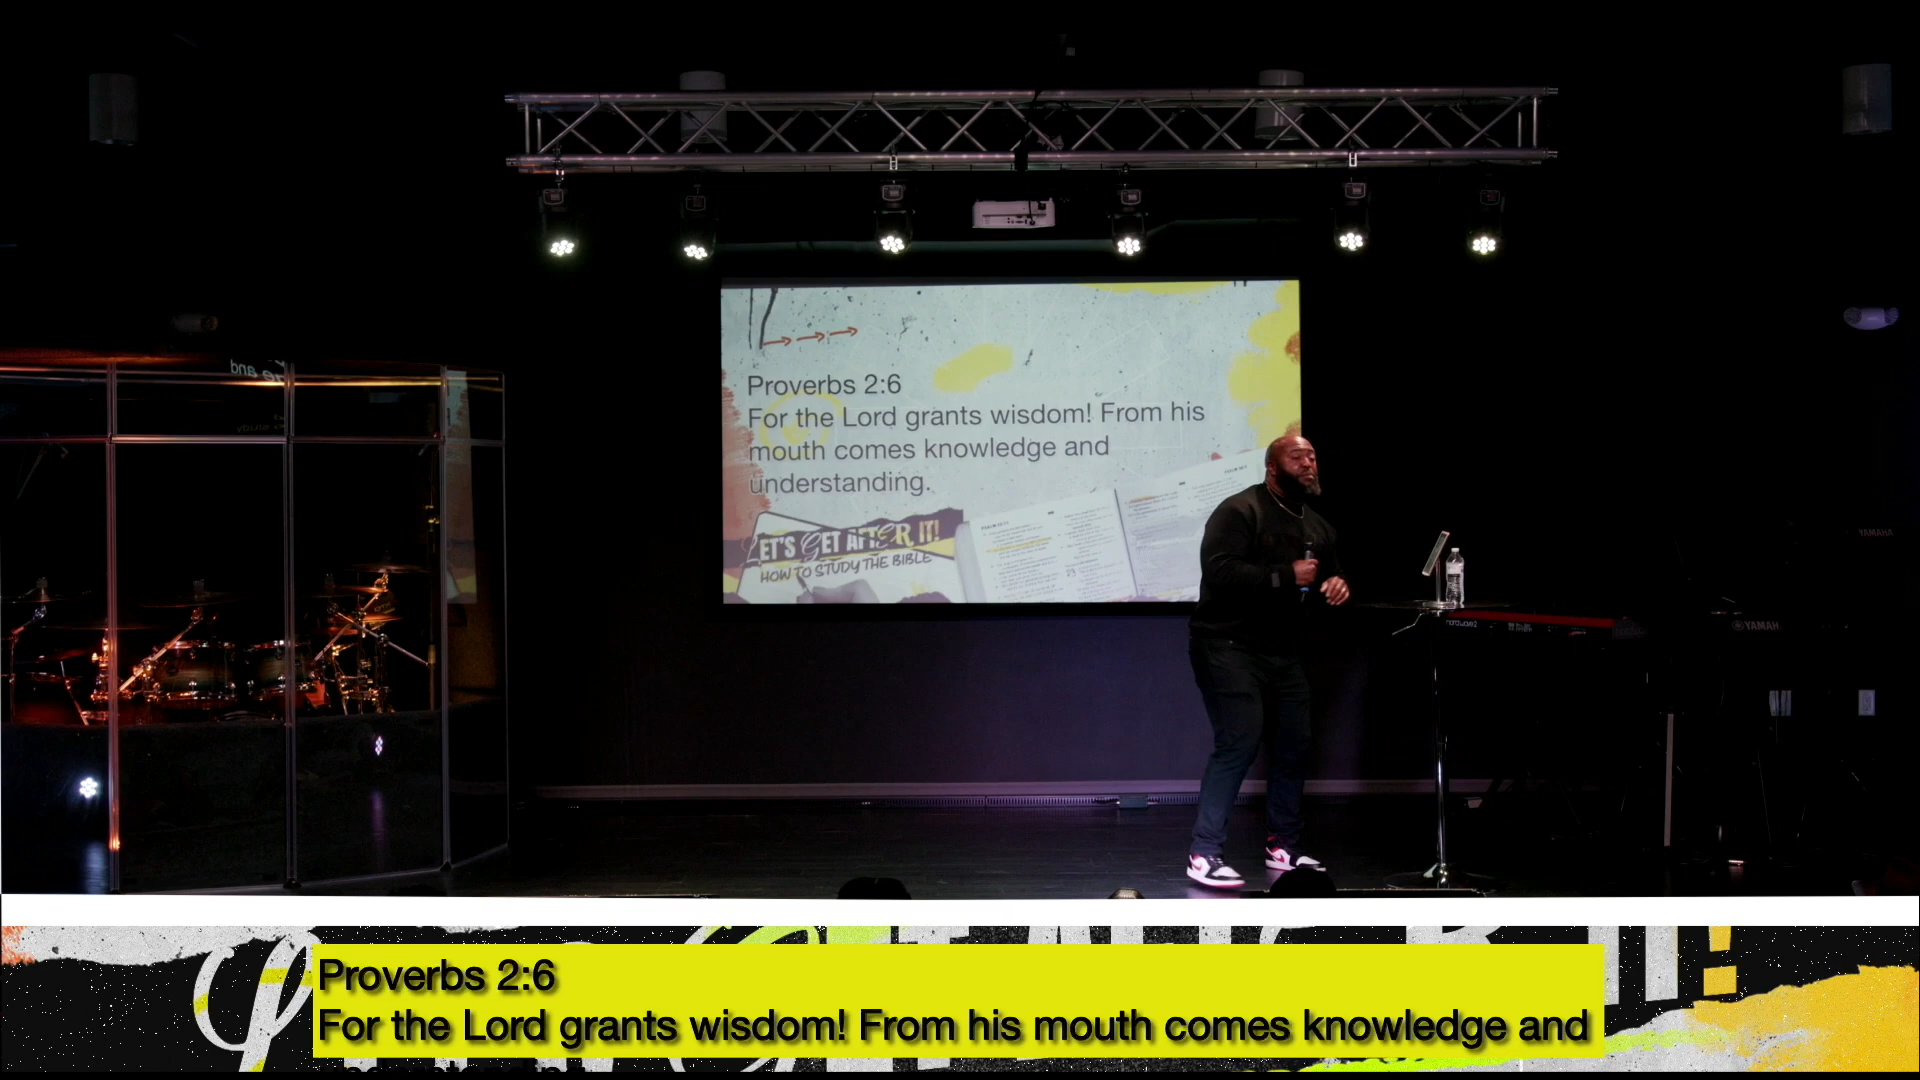 Proverbs 2:6
For the Lord grants wisdom! From his
mouth comes knowledge and
understanding.
LET'S GET AFTER IT!
HOW TO STUDY THE BIBLE
YAMAHA
YAMAH
Proverbs 2:6
For the Lord grants wisdom! From his mouth comes knowledge and